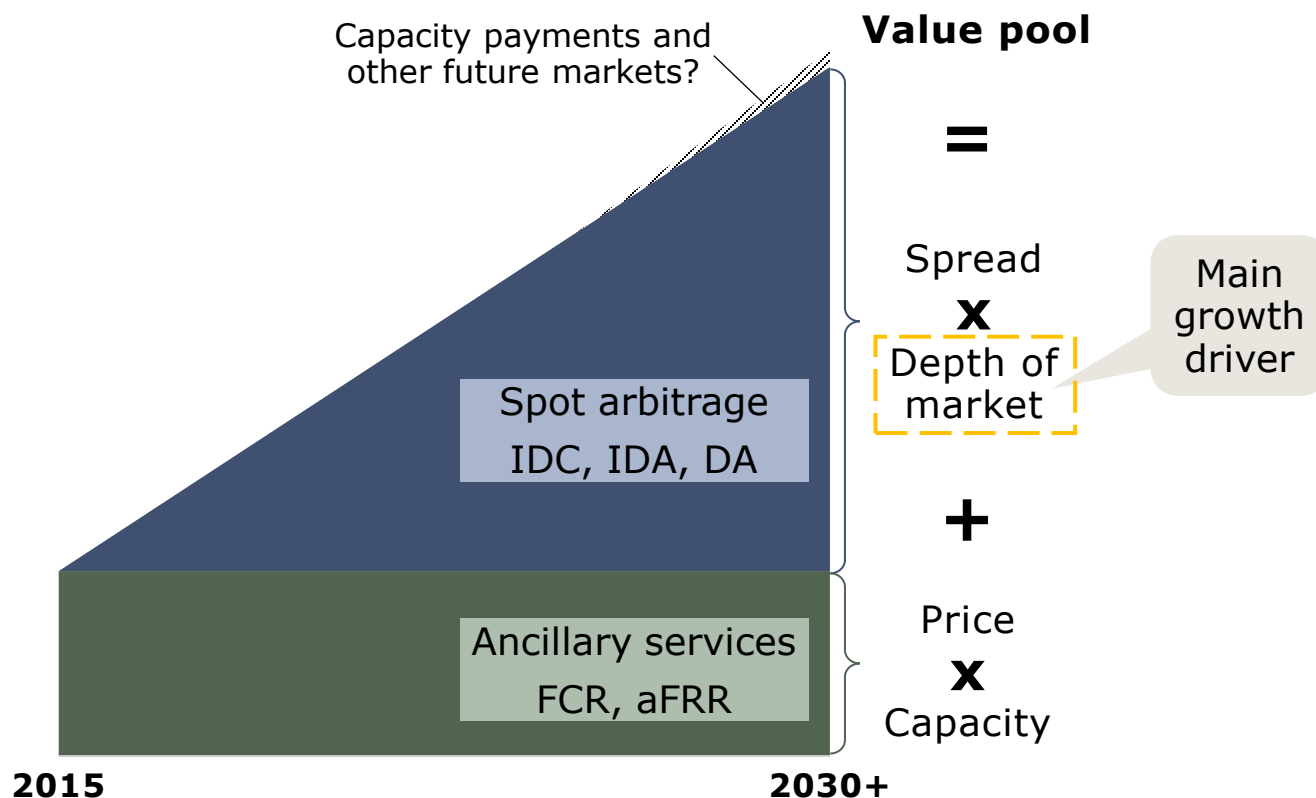 Capacity payments and
other future markets?
Value pool
=
Spread
x
Depth of
market
Main
growth
driver
Spot arbitrage
IDC, IDA, DA
+
Ancillary services
FCR, aFRR
Price
x
Capacity
2015
2030+